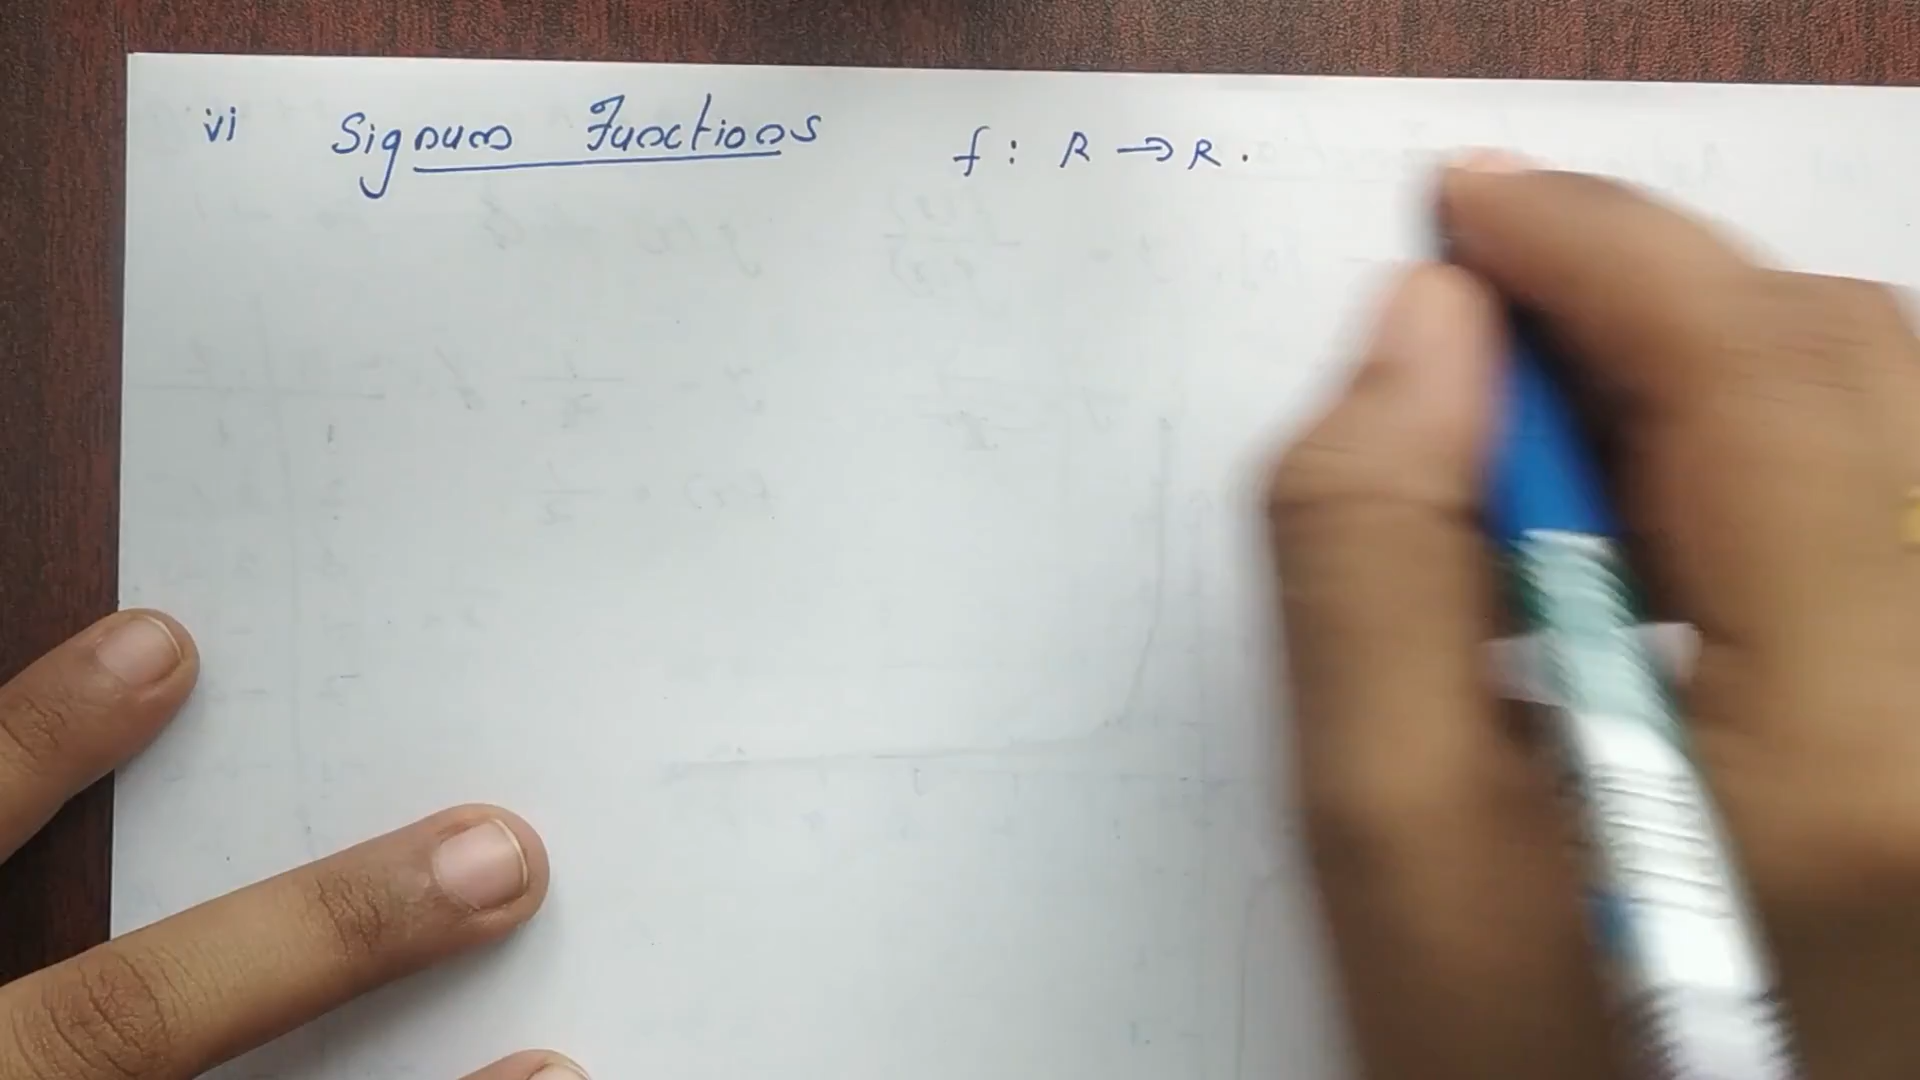 vi Signum Functions f : R → R .